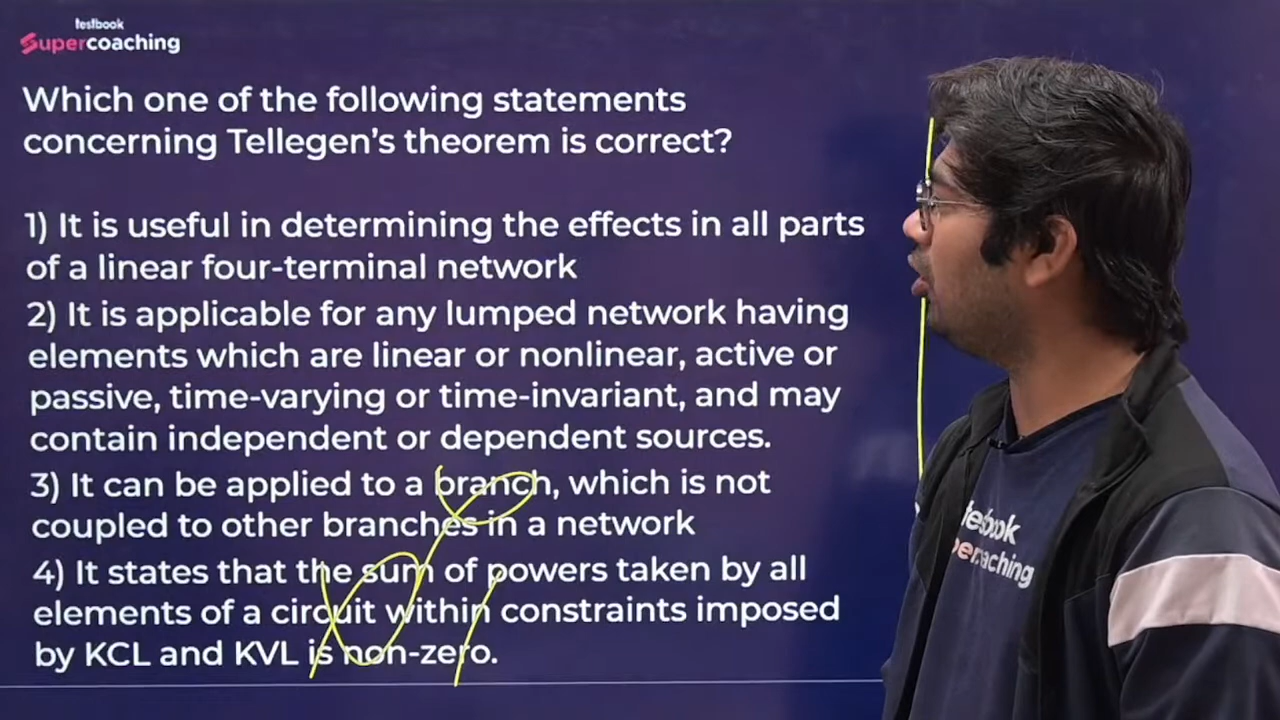 testbook
Supercoaching
Which one of the following statements
concerning Tellegen's theorem is correct?
1) It is useful in determining the effects in all parts
of a linear four-terminal network
2) It is applicable for any lumped network having
elements which are linear or nonlinear, active or
passive, time-varying or time-invariant, and may
contain independent or dependent sources.
3) It can be applied to a branch, which is not
coupled to other branches in a network
4) It states that the sum of powers taken by all
elements of a circuit within constraints imposed
by KCL and KVL is non-zero.
testbook
percoaching